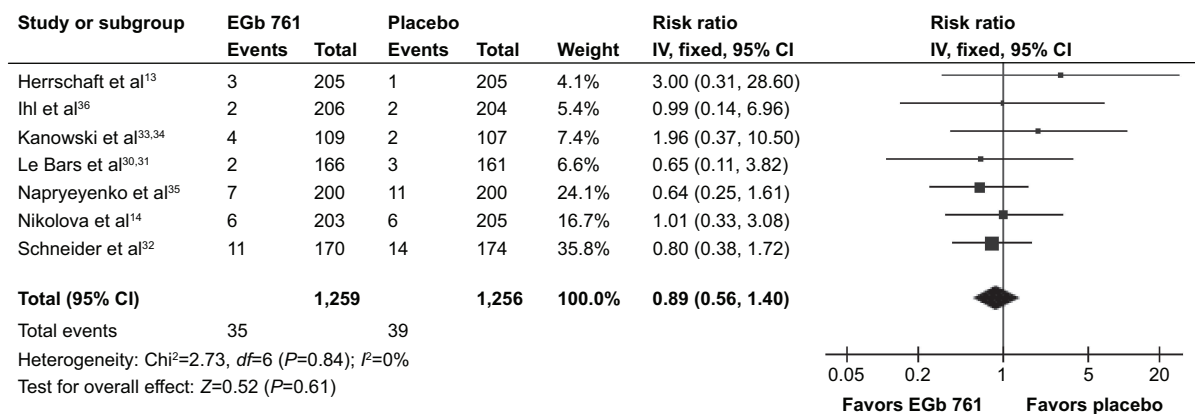 Study or subgroup EGb 761 Placebo Risk ratio Risk ratio
Events Total Events Total Weight IV, fixed, 95% CI IV, fixed, 95% CI
Herrschaft et al¹³ 3 205 1 205 4.1% 3.00 (0.31, 28.60)
Ihl et al³⁶ 2 206 2 204 5.4% 0.99 (0.14, 6.96)
Kanowski et al³³,³⁴ 4 109 2 107 7.4% 1.96 (0.37, 10.50)
Le Bars et al³⁰,³¹ 2 166 3 161 6.6% 0.65 (0.11, 3.82)
Napryeyenko et al³⁵ 7 200 11 200 24.1% 0.64 (0.25, 1.61)
Nikolova et al¹⁴ 6 203 6 205 16.7% 1.01 (0.33, 3.08)
Schneider et al³² 11 170 14 174 35.8% 0.80 (0.38, 1.72)
Total (95% CI) 1,259 1,256 100.0% 0.89 (0.56, 1.40)
Total events 35 39
Heterogeneity: Chi²=2.73, df=6 (P=0.84); I²=0%
Test for overall effect: Z=0.52 (P=0.61)
0.05 0.2 1 5 20
Favors EGb 761 Favors placebo